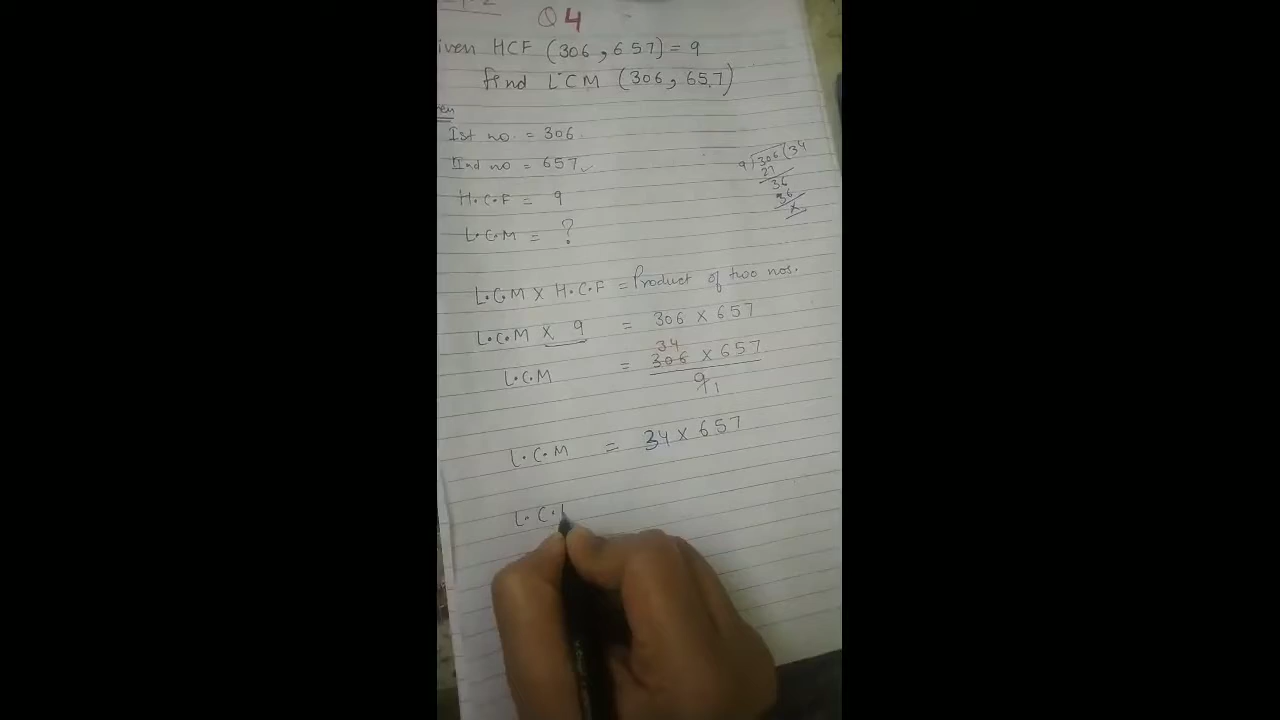 Q4
iven HCF (306, 657) = 9
find LCM (306, 657)
Ist no. = 306
IInd no = 657
H.C.F = 9
L.C.M = ?
9)306(34
27
36
36
x
L.C.M x H.C.F = Product of two nos.
L.C.M x 9 = 306 x 657
34
L.C.M = 306 x 657
9 1
L.C.M = 34 x 657
L.C.